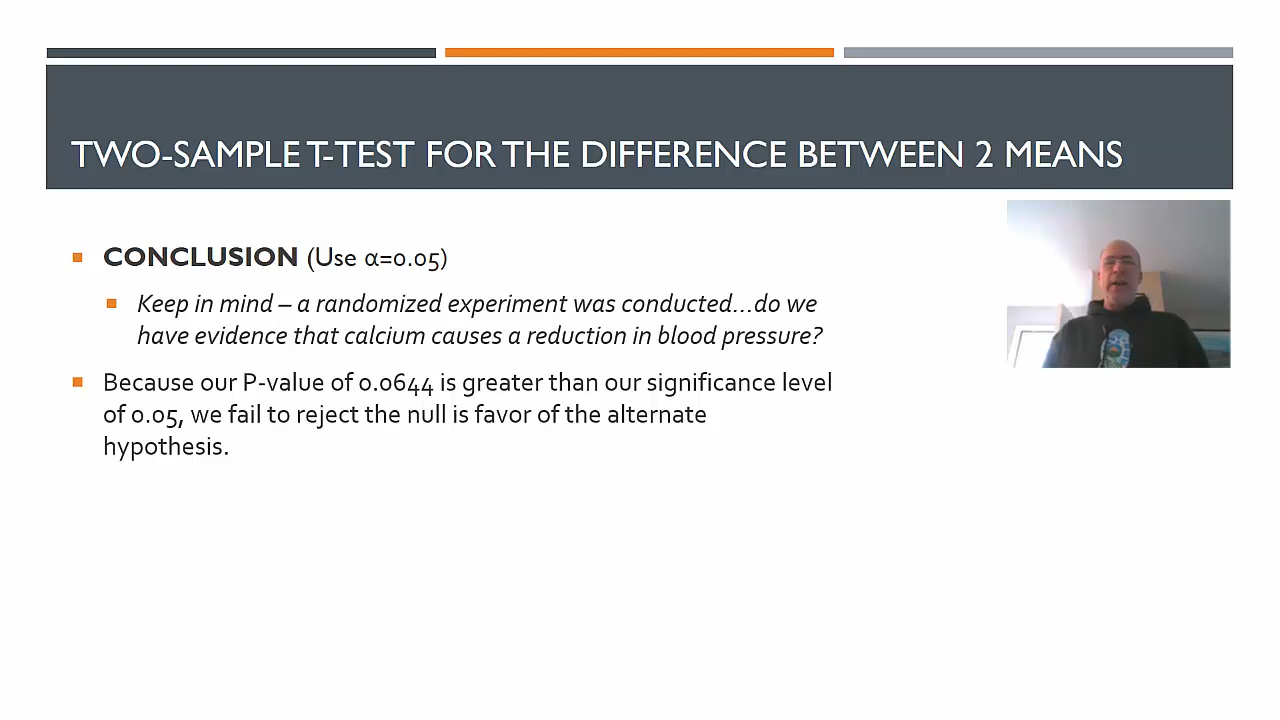 TWO-SAMPLE T-TEST FOR THE DIFFERENCE BETWEEN 2 MEANS
CONCLUSION (Use α=0.05)
Keep in mind – a randomized experiment was conducted...do we
have evidence that calcium causes a reduction in blood pressure?
Because our P-value of 0.0644 is greater than our significance level
of 0.05, we fail to reject the null is favor of the alternate
hypothesis.